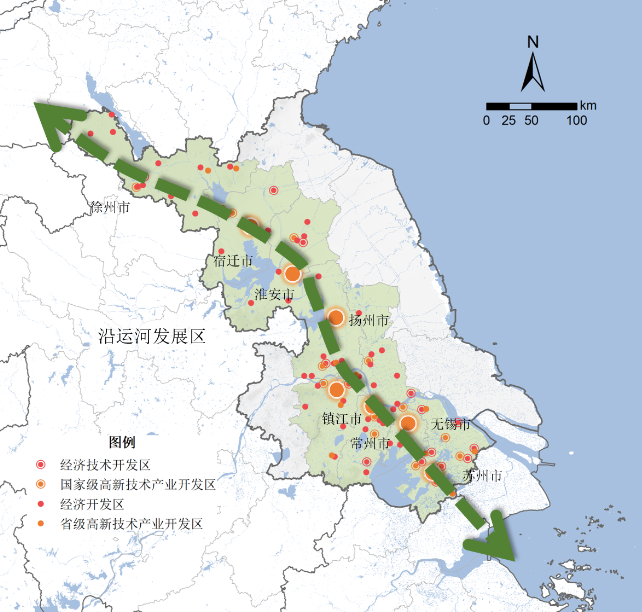 N
km
0 25 50 100
徐州市
宿迁市
淮安市
扬州市
沿运河发展区
镇江市
无锡市
常州市
苏州市
图例
经济技术开发区
国家级高新技术产业开发区
经济开发区
省级高新技术产业开发区